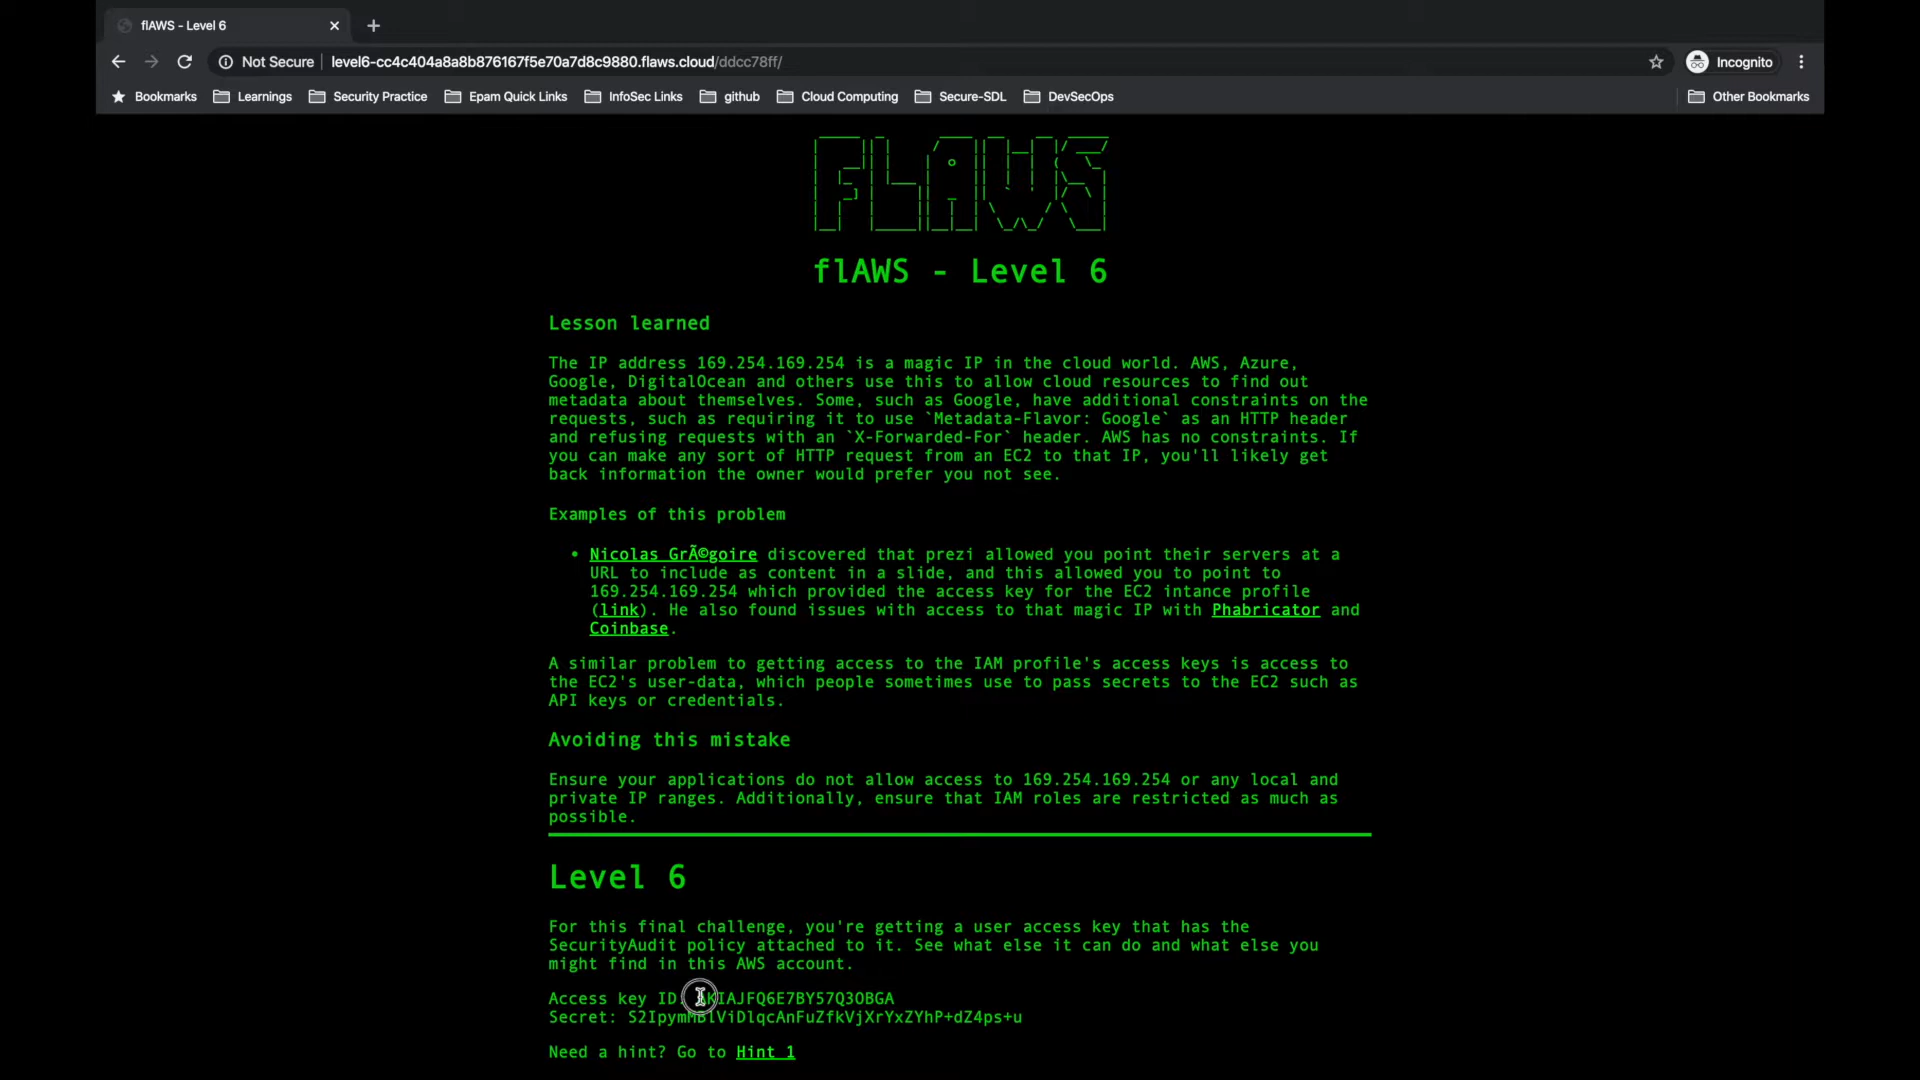 flAWS - Level 6
Not Secure | level6-cc4c404a8a8b876167f5e70a7d8c9880.flaws.cloud/ddcc78ff/
Incognito
Bookmarks Learnings Security Practice Epam Quick Links InfoSec Links github Cloud Computing Secure-SDL DevSecOps Other Bookmarks
FLAWS
flAWS - Level 6
Lesson learned
The IP address 169.254.169.254 is a magic IP in the cloud world. AWS, Azure,
Google, DigitalOcean and others use this to allow cloud resources to find out
metadata about themselves. Some, such as Google, have additional constraints on the
requests, such as requiring it to use `Metadata-Flavor: Google` as an HTTP header
and refusing requests with an `X-Forwarded-For` header. AWS has no constraints. If
you can make any sort of HTTP request from an EC2 to that IP, you'll likely get
back information the owner would prefer you not see.
Examples of this problem
• Nicolas GrÃ©goire discovered that prezi allowed you point their servers at a
URL to include as content in a slide, and this allowed you to point to
169.254.169.254 which provided the access key for the EC2 intance profile
(link). He also found issues with access to that magic IP with Phabricator and
Coinbase.
A similar problem to getting access to the IAM profile's access keys is access to
the EC2's user-data, which people sometimes use to pass secrets to the EC2 such as
API keys or credentials.
Avoiding this mistake
Ensure your applications do not allow access to 169.254.169.254 or any local and
private IP ranges. Additionally, ensure that IAM roles are restricted as much as
possible.
Level 6
For this final challenge, you're getting a user access key that has the
SecurityAudit policy attached to it. See what else it can do and what else you
might find in this AWS account.
Access key ID: AKIAJFQ6E7BY57Q3OBGA
Secret: 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
Need a hint? Go to Hint 1